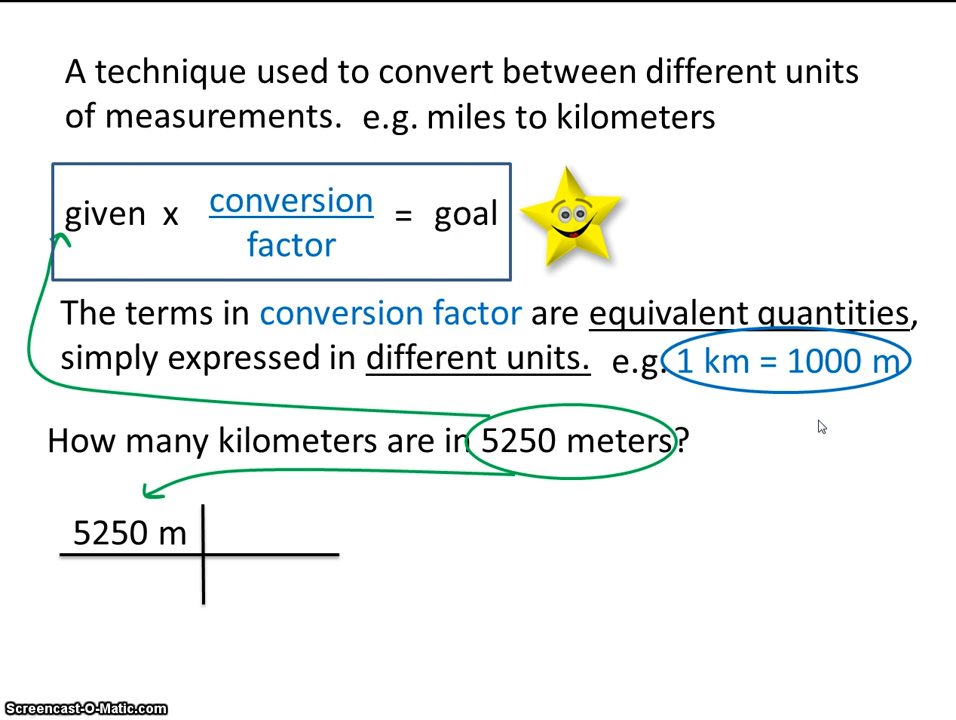 A technique used to convert between different units
of measurements. e.g. miles to kilometers
given x conversion factor = goal
The terms in conversion factor are equivalent quantities,
simply expressed in different units. e.g. 1 km = 1000 m
How many kilometers are in 5250 meters?
5250 m
Screencast-O-Matic.com